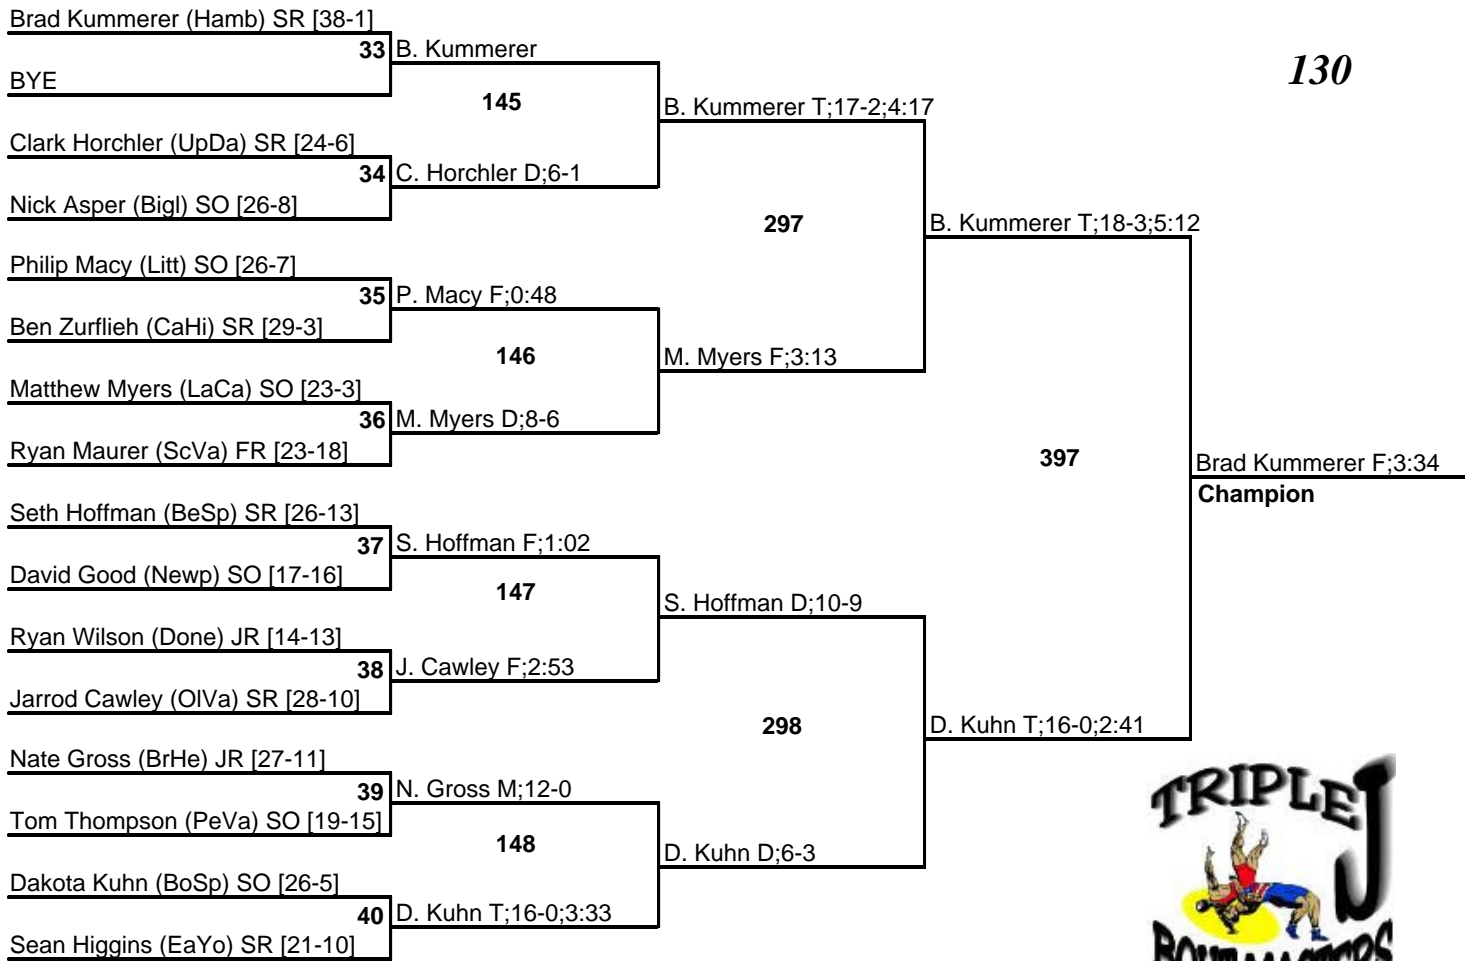 Brad Kummerer (Hamb) SR [38-1]
33 B. Kummerer
BYE
130
145
B. Kummerer T;17-2;4:17
Clark Horchler (UpDa) SR [24-6]
34 C. Horchler D;6-1
Nick Asper (Bigl) SO [26-8]
297
B. Kummerer T;18-3;5:12
Philip Macy (Litt) SO [26-7]
35 P. Macy F;0:48
Ben Zurflieh (CaHi) SR [29-3]
146
M. Myers F;3:13
Matthew Myers (LaCa) SO [23-3]
36 M. Myers D;8-6
Ryan Maurer (ScVa) FR [23-18]
397
Brad Kummerer F;3:34
Champion
Seth Hoffman (BeSp) SR [26-13]
37 S. Hoffman F;1:02
David Good (Newp) SO [17-16]
147
S. Hoffman D;10-9
Ryan Wilson (Done) JR [14-13]
38 J. Cawley F;2:53
Jarrod Cawley (OlVa) SR [28-10]
298
D. Kuhn T;16-0;2:41
Nate Gross (BrHe) JR [27-11]
39 N. Gross M;12-0
Tom Thompson (PeVa) SO [19-15]
148
D. Kuhn D;6-3
Dakota Kuhn (BoSp) SO [26-5]
40 D. Kuhn T;16-0;3:33
Sean Higgins (EaYo) SR [21-10]
TRIPLE J
BOUT MASTERS